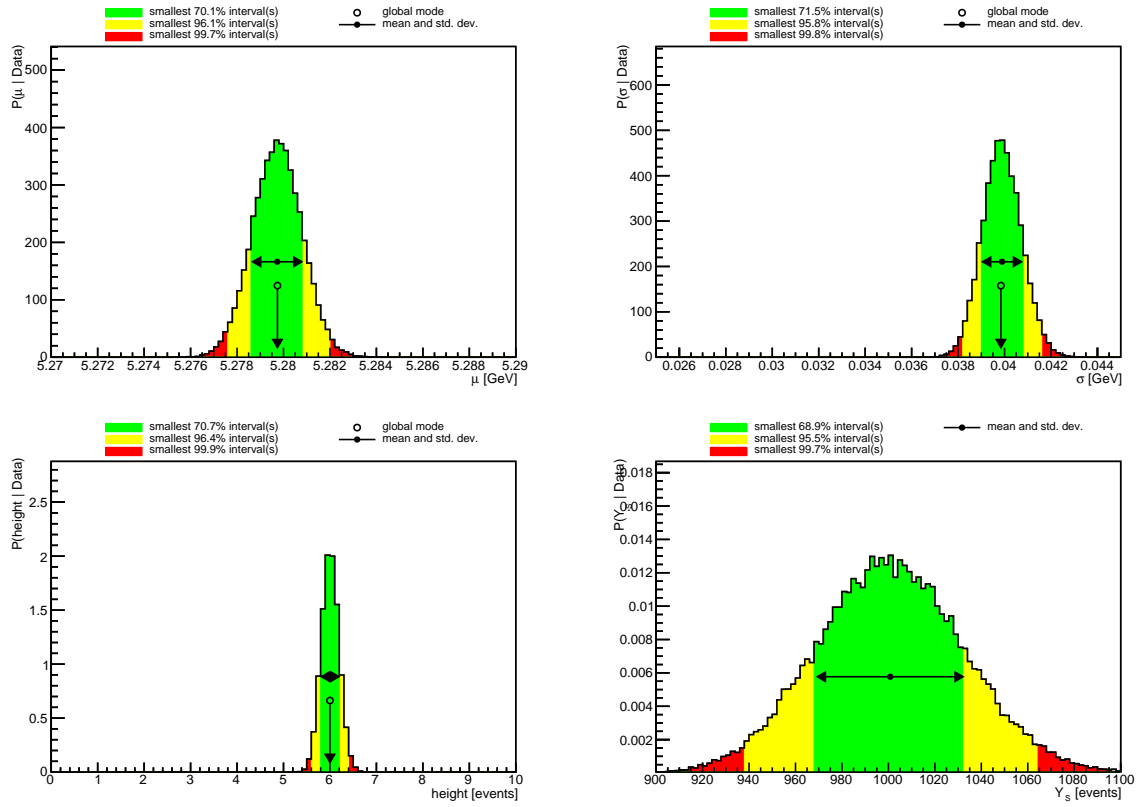 smallest 70.1% interval(s)
smallest 96.1% interval(s)
smallest 99.7% interval(s)
global mode
mean and std. dev.
P(μ | Data)
500
400
300
200
100
0
5.27 5.272 5.274 5.276 5.278 5.28 5.282 5.284 5.286 5.288 5.29
μ [GeV]
smallest 71.5% interval(s)
smallest 95.8% interval(s)
smallest 99.8% interval(s)
global mode
mean and std. dev.
P(σ | Data)
600
500
400
300
200
100
0
0.026 0.028 0.03 0.032 0.034 0.036 0.038 0.04 0.042 0.044
σ [GeV]
smallest 70.7% interval(s)
smallest 96.4% interval(s)
smallest 99.9% interval(s)
global mode
mean and std. dev.
P(height | Data)
2.5
2
1.5
1
0.5
0
0 1 2 3 4 5 6 7 8 9 10
height [events]
smallest 68.9% interval(s)
smallest 95.5% interval(s)
smallest 99.7% interval(s)
mean and std. dev.
P(Y_S | Data)
0.018
0.016
0.014
0.012
0.01
0.008
0.006
0.004
0.002
900 920 940 960 980 1000 1020 1040 1060 1080 1100
Y_S [events]